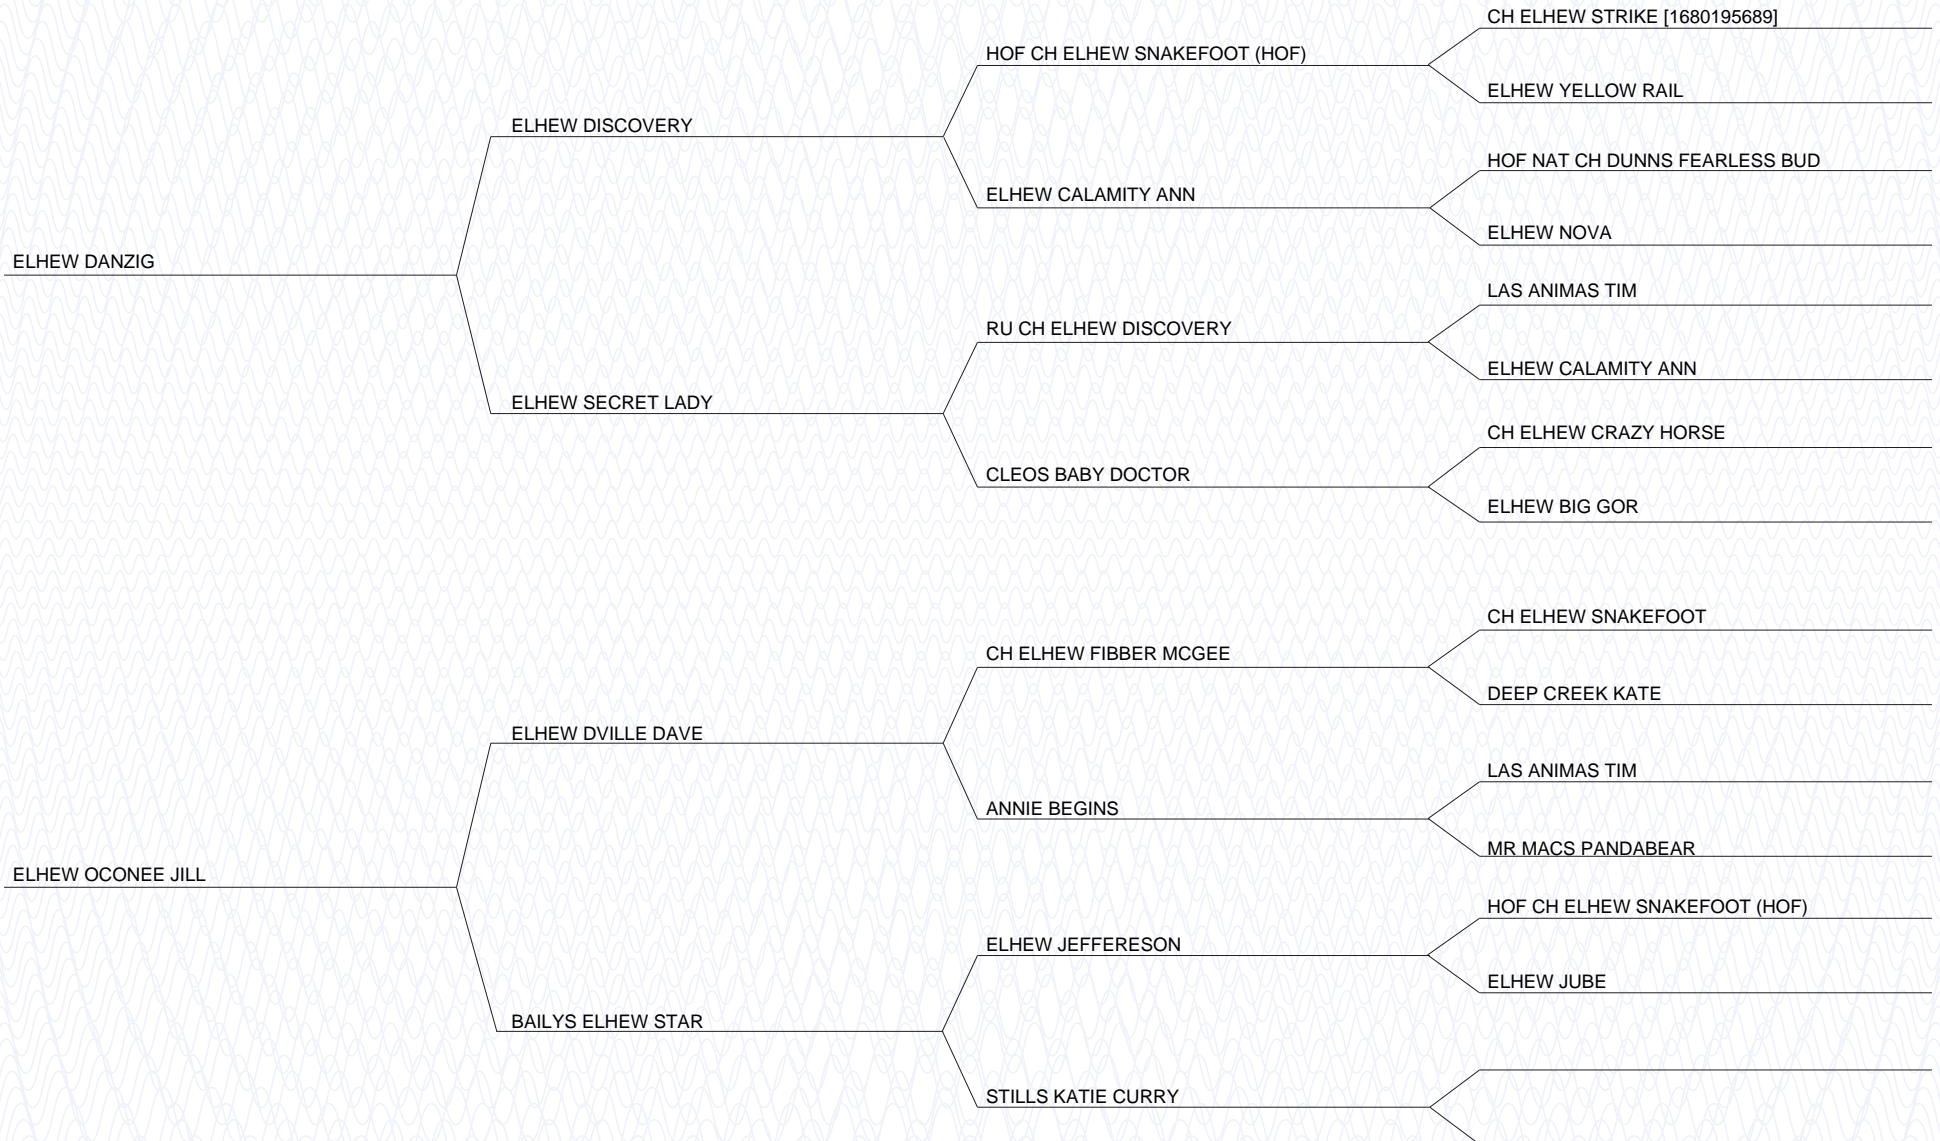 CH ELHEW STRIKE [1680195689]
HOF CH ELHEW SNAKEFOOT (HOF)
ELHEW YELLOW RAIL
ELHEW DISCOVERY
HOF NAT CH DUNNS FEARLESS BUD
ELHEW CALAMITY ANN
ELHEW NOVA
ELHEW DANZIG
LAS ANIMAS TIM
RU CH ELHEW DISCOVERY
ELHEW CALAMITY ANN
ELHEW SECRET LADY
CH ELHEW CRAZY HORSE
CLEOS BABY DOCTOR
ELHEW BIG GOR
CH ELHEW SNAKEFOOT
CH ELHEW FIBBER MCGEE
DEEP CREEK KATE
ELHEW DVILLE DAVE
LAS ANIMAS TIM
ANNIE BEGINS
MR MACS PANDABEAR
ELHEW OCONEE JILL
HOF CH ELHEW SNAKEFOOT (HOF)
ELHEW JEFFERESON
ELHEW JUBE
BAILYS ELHEW STAR
STILLS KATIE CURRY